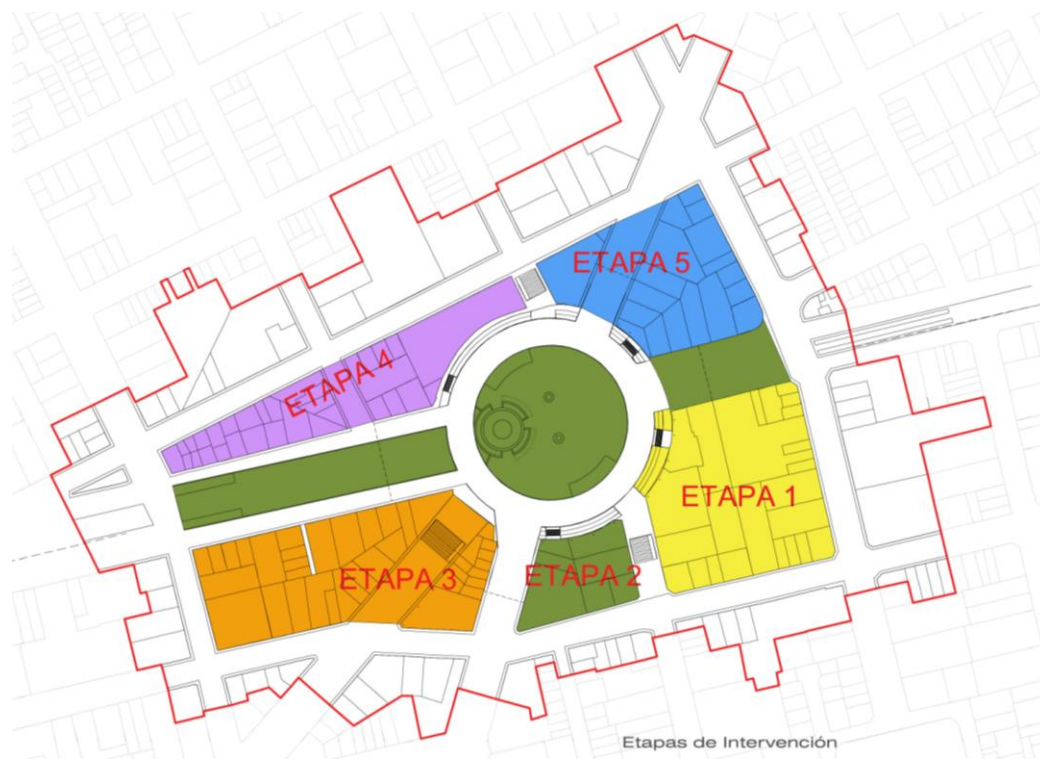 ETAPA 5
ETAPA 4
ETAPA 1
ETAPA 3
ETAPA 2
Etapas de Intervención